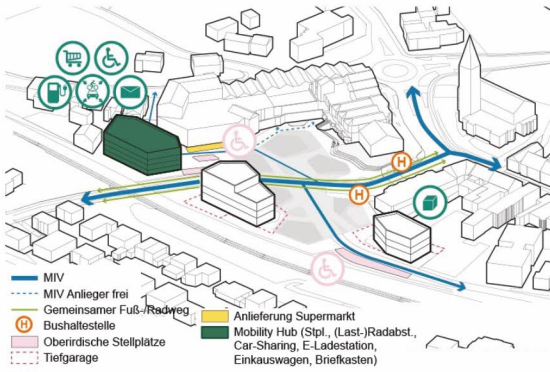 H
H
MIV
MIV Anlieger frei
Gemeinsamer Fuß-/Radweg
H Bushaltestelle
Oberirdische Stellplätze
Tiefgarage
Anlieferung Supermarkt
Mobility Hub (Stpl., (Last-)Radabst.,
Car-Sharing, E-Ladestation,
Einkauswagen, Briefkasten)